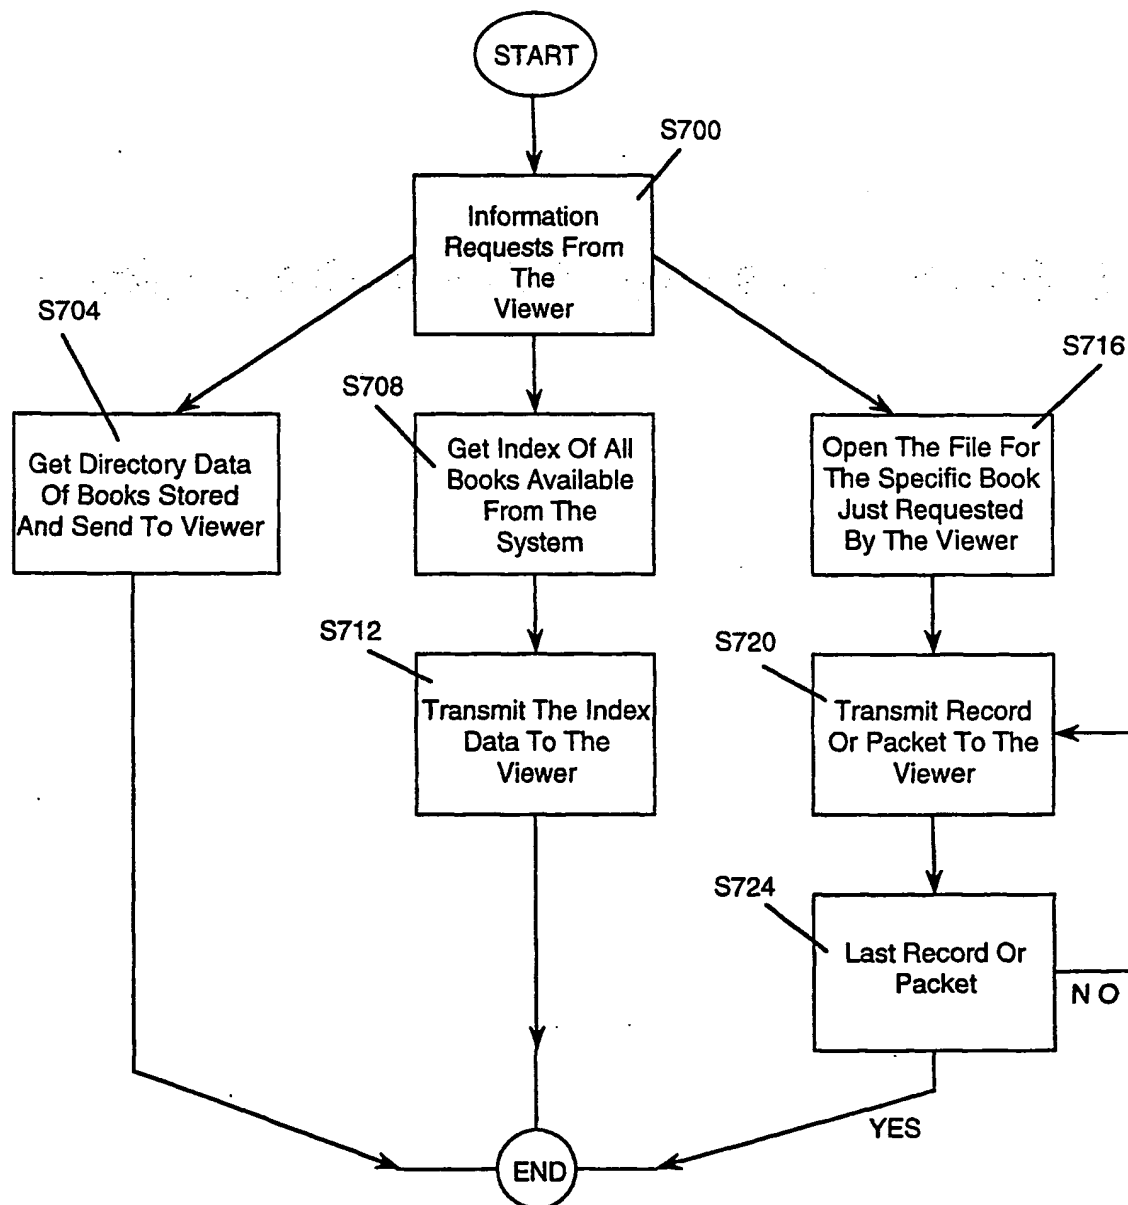 START
S700
Information
Requests From
The
Viewer
S704
Get Directory Data
Of Books Stored
And Send To Viewer
S708
Get Index Of All
Books Available
From The
System
S716
Open The File For
The Specific Book
Just Requested
By The Viewer
S712
Transmit The Index
Data To The
Viewer
S720
Transmit Record
Or Packet To The
Viewer
S724
Last Record Or
Packet
NO
YES
END